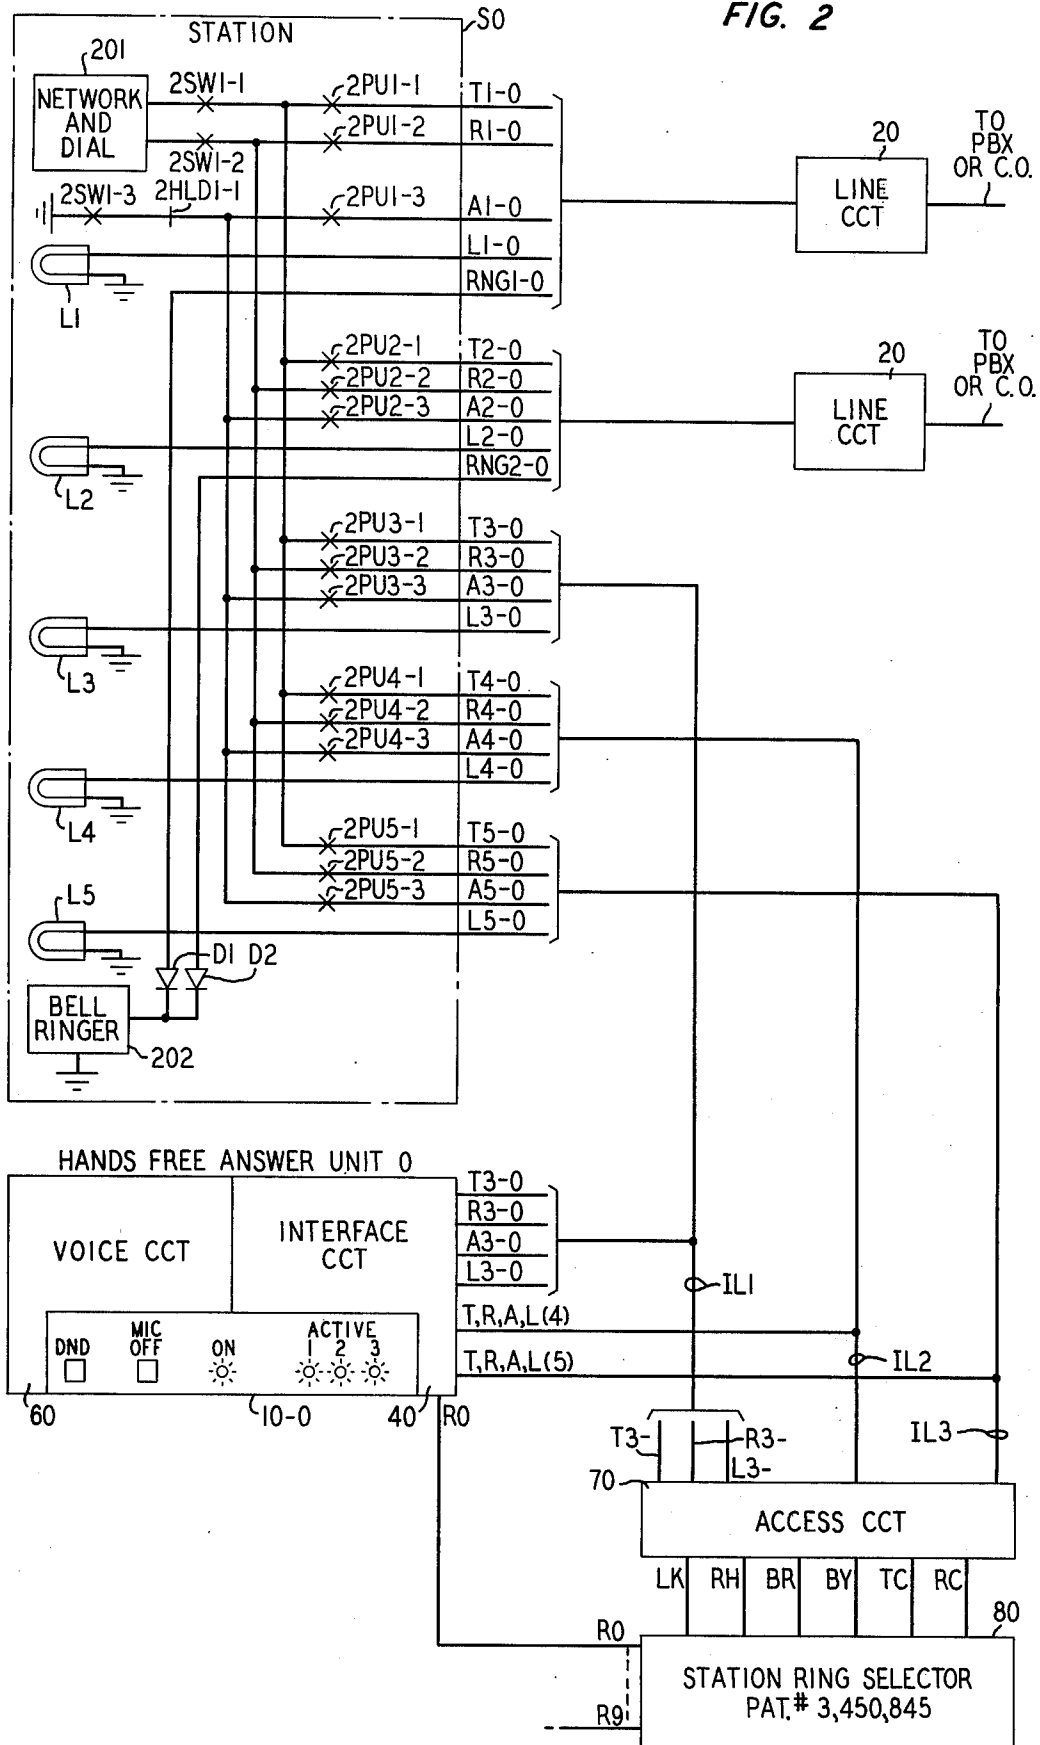 FIG. 2
STATION
S0
201
NETWORK
AND
DIAL
2SW1-1
2PU1-1
T1-0
2PU1-2
R1-0
2SW1-2
2SW1-3
2HLD1-1
2PU1-3
A1-0
L1-0
RNG1-0
L1
20
LINE
CCT
TO
PBX
OR C.O.
2PU2-1
T2-0
2PU2-2
R2-0
2PU2-3
A2-0
L2-0
RNG2-0
L2
20
LINE
CCT
TO
PBX
OR C.O.
2PU3-1
T3-0
2PU3-2
R3-0
2PU3-3
A3-0
L3-0
L3
2PU4-1
T4-0
2PU4-2
R4-0
2PU4-3
A4-0
L4-0
L4
2PU5-1
T5-0
2PU5-2
R5-0
2PU5-3
A5-0
L5-0
L5
D1 D2
BELL
RINGER
202
HANDS FREE ANSWER UNIT 0
VOICE CCT
INTERFACE
CCT
T3-0
R3-0
A3-0
L3-0
T,R,A,L(4)
T,R,A,L(5)
DND
MIC
OFF
ON
ACTIVE
1 2 3
60
10-0
40
R0
IL1
IL2
IL3
T3-
R3-
L3-
70
ACCESS CCT
LK RH BR BY TC RC
80
R0
R9
STATION RING SELECTOR
PAT.# 3,450,845